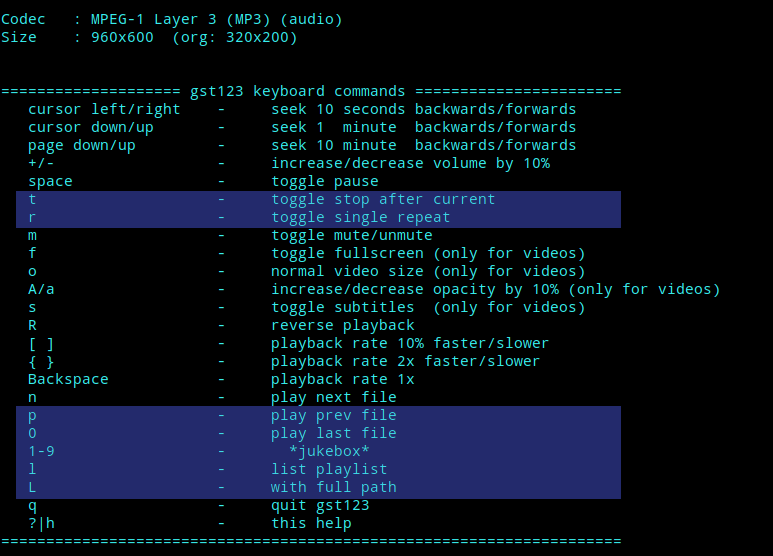 Codec   : MPEG-1 Layer 3 (MP3) (audio)
Size    : 960x600  (org: 320x200)
==================== gst123 keyboard commands =======================
cursor left/right    -     seek 10 seconds backwards/forwards
cursor down/up       -     seek 1  minute  backwards/forwards
page down/up         -     seek 10 minute  backwards/forwards
+/-                  -     increase/decrease volume by 10%
space                -     toggle pause
t                    -     toggle stop after current
r                    -     toggle single repeat
m                    -     toggle mute/unmute
f                    -     toggle fullscreen (only for videos)
o                    -     normal video size (only for videos)
A/a                  -     increase/decrease opacity by 10% (only for videos)
s                    -     toggle subtitles  (only for videos)
R                    -     reverse playback
[ ]                  -     playback rate 10% faster/slower
{ }                  -     playback rate 2x faster/slower
Backspace            -     playback rate 1x
n                    -     play next file
p                    -     play prev file
0                    -     play last file
1-9                  -       *jukebox*
l                    -     list playlist
L                    -     with full path
q                    -     quit gst123
?|h                  -     this help
=====================================================================